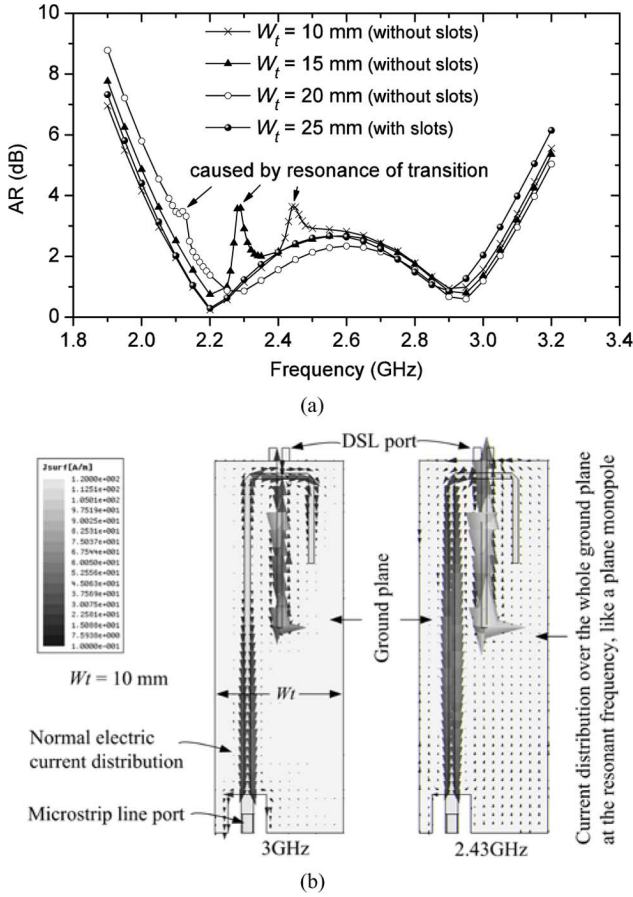 AR (dB)
10
8
6
4
2
0
W_t = 10 mm (without slots)
W_t = 15 mm (without slots)
W_t = 20 mm (without slots)
W_t = 25 mm (with slots)
caused by resonance of transition
1.8 2.0 2.2 2.4 2.6 2.8 3.0 3.2 3.4
Frequency (GHz)
(a)
Jsurf[A/m]
1.2000e+002
1.1251e+002
1.0501e+002
9.7519e+001
9.0025e+001
8.2531e+001
7.5037e+001
6.7544e+001
6.0050e+001
5.2556e+001
4.5063e+001
3.7569e+001
3.0075e+001
2.2581e+001
1.5088e+001
7.5938e+000
1.0000e-001
Wt = 10 mm
DSL port
Ground plane
Wt
Normal electric
current distribution
Microstrip line port
3GHz
2.43GHz
Current distribution over the whole ground plane
at the resonant frequency, like a plane monopole
(b)